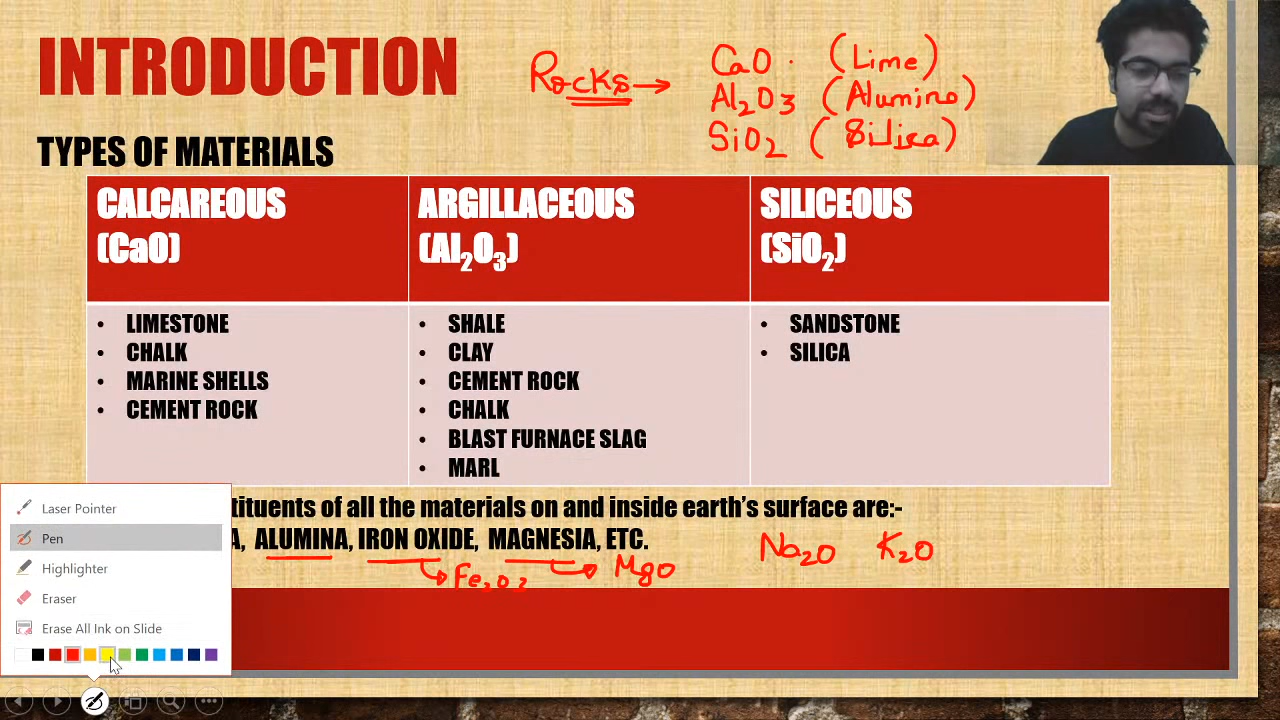 INTRODUCTION
Rocks → CaO (Lime)
Al2O3 (Alumina)
SiO2 (Silica)
TYPES OF MATERIALS
CALCAREOUS (CaO)
ARGILLACEOUS (Al₂O₃)
SILICEOUS (SiO₂)
• LIMESTONE
• CHALK
• MARINE SHELLS
• CEMENT ROCK
• SHALE
• CLAY
• CEMENT ROCK
• CHALK
• BLAST FURNACE SLAG
• MARL
• SANDSTONE
• SILICA
tituents of all the materials on and inside earth's surface are:-
A, ALUMINA, IRON OXIDE, MAGNESIA, ETC.
Na2O K2O
Fe2O3 MgO
Laser Pointer
Pen
Highlighter
Eraser
Erase All Ink on Slide